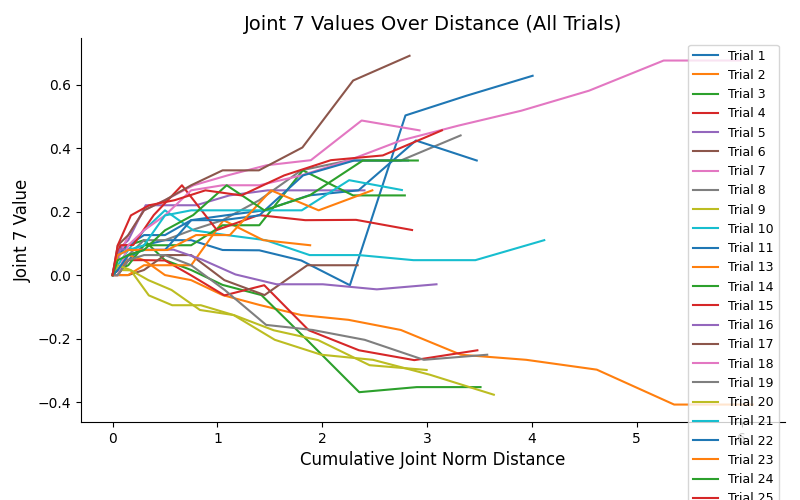 Joint 7 Values Over Distance (All Trials)
Joint 7 Value
0.6
0.4
0.2
0.0
−0.2
−0.4
0
1
2
3
4
5
Cumulative Joint Norm Distance
Trial 1
Trial 2
Trial 3
Trial 4
Trial 5
Trial 6
Trial 7
Trial 8
Trial 9
Trial 10
Trial 11
Trial 13
Trial 14
Trial 15
Trial 16
Trial 17
Trial 18
Trial 19
Trial 20
Trial 21
Trial 22
Trial 23
Trial 24
Trial 25